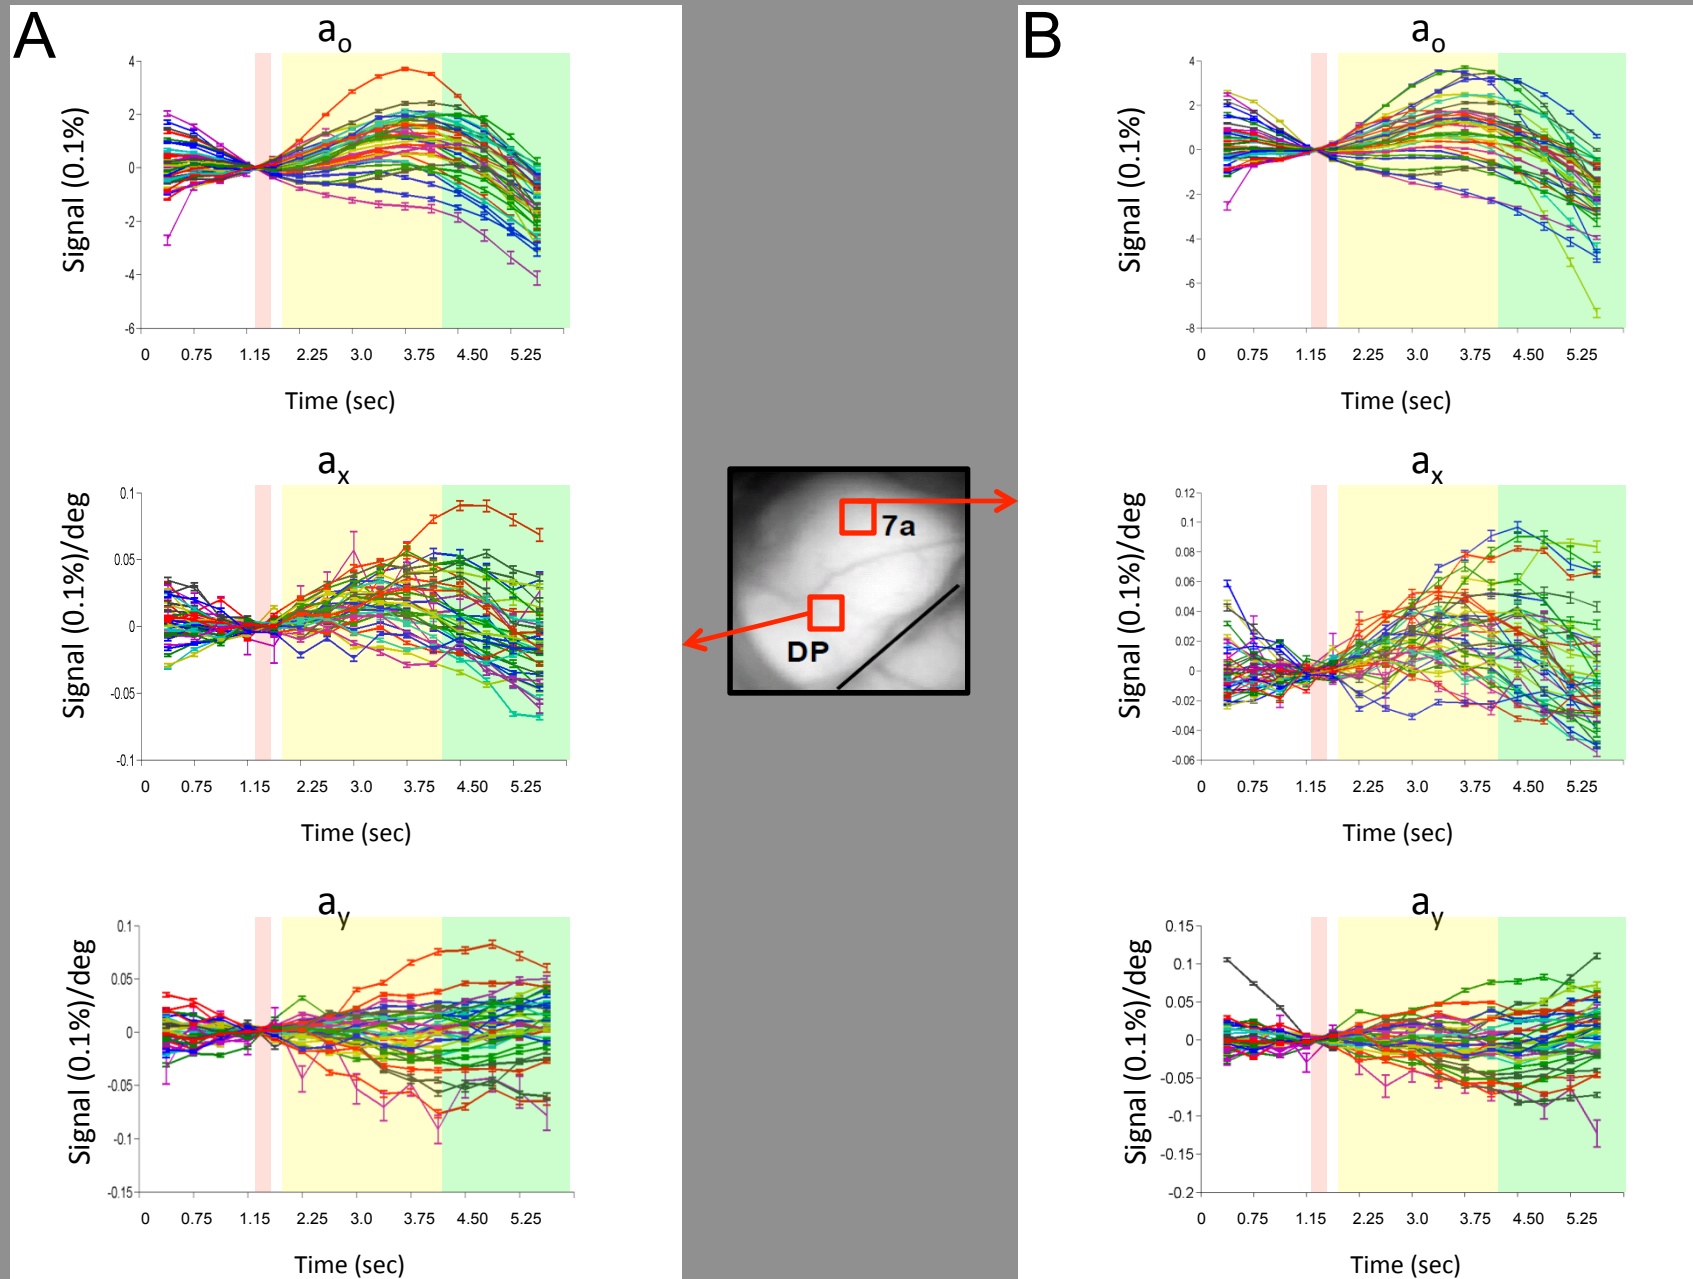 A
a₀
Signal (0.1%)
4
2
0
-2
-4
-6
0 0.75 1.15 2.25 3.0 3.75 4.50 5.25
Time (sec)
aₓ
Signal (0.1%)/deg
0.1
0.05
0
-0.05
-0.1
0 0.75 1.15 2.25 3.0 3.75 4.50 5.25
Time (sec)
a_y
Signal (0.1%)/deg
0.1
0.05
0
-0.05
-0.1
-0.15
0 0.75 1.15 2.25 3.0 3.75 4.50 5.25
Time (sec)
7a
DP
B
a₀
Signal (0.1%)
4
2
0
-2
-4
-6
-8
0 0.75 1.15 2.25 3.0 3.75 4.50 5.25
Time (sec)
aₓ
Signal (0.1%)/deg
0.12
0.1
0.08
0.06
0.04
0.02
0
-0.02
-0.04
-0.06
0 0.75 1.15 2.25 3.0 3.75 4.50 5.25
Time (sec)
a_y
Signal (0.1%)/deg
0.15
0.1
0.05
0
-0.05
-0.1
-0.15
-0.2
0 0.75 1.15 2.25 3.0 3.75 4.50 5.25
Time (sec)